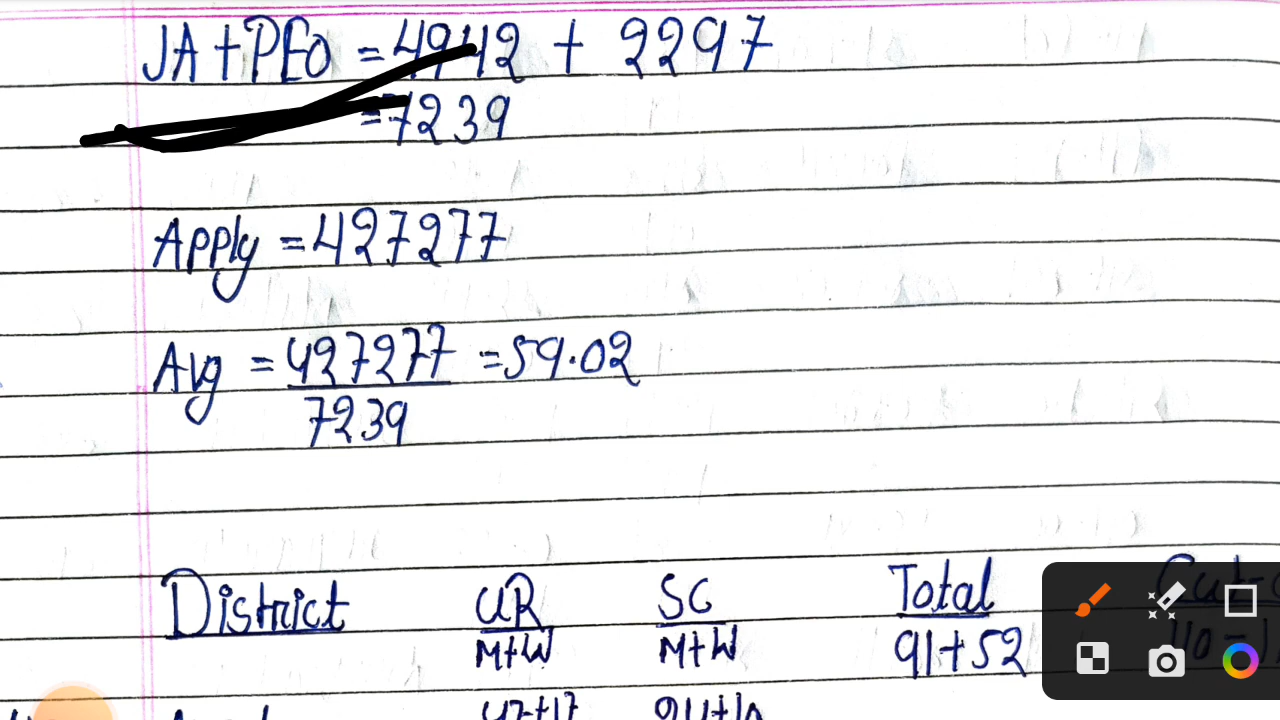 JA+PEO = 4942 + 2297
=7239
Apply = 427277
Avg = 427277 = 59.02
7239
District UR SC Total
M+W M+W 91+52